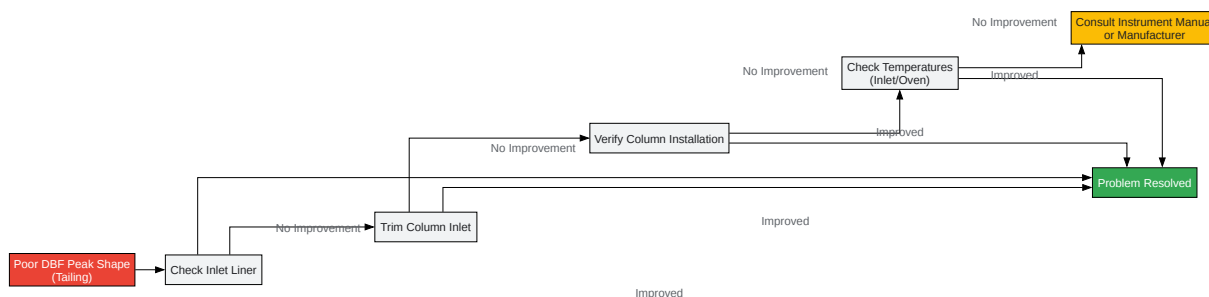 No Improvement
Consult Instrument Manua
or Manufacturer
No Improvement
Check Temperatures
(Inlet/Oven)
Improved
No Improvement
Verify Column Installation
Improved
Problem Resolved
No Improvement
Trim Column Inlet
Improved
Poor DBF Peak Shape
(Tailing)
Check Inlet Liner
Improved